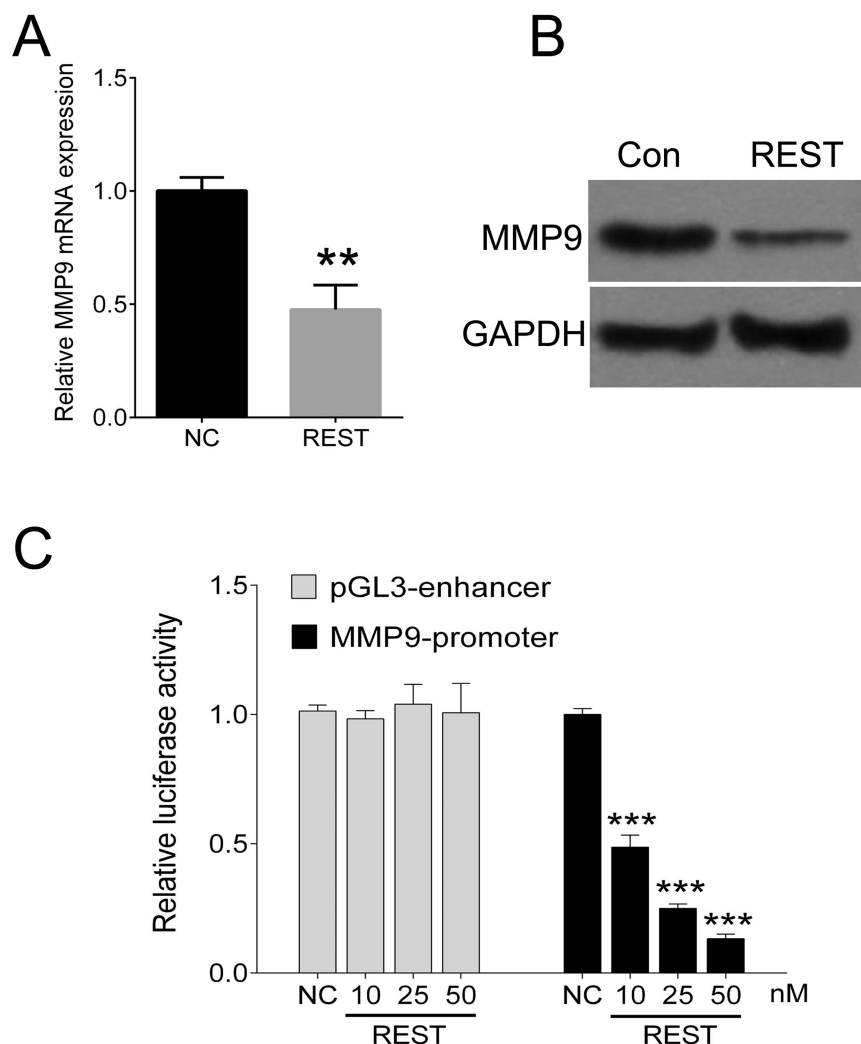 A
Relative MMP9 mRNA expression
1.5
1.0
0.5
0.0
**
NC REST
B
Con REST
MMP9
GAPDH
C
Relative luciferase activity
1.5
1.0
0.5
0.0
pGL3-enhancer
MMP9-promoter
***
***
***
NC 10 25 50 NC 10 25 50 nM
REST REST